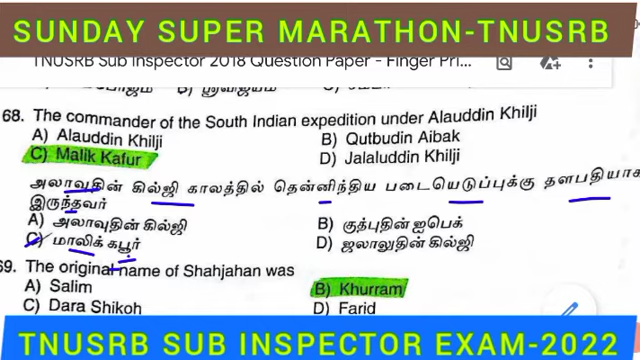 SUNDAY SUPER MARATHON-TNUSRB
TNUSRB Sub Inspector 2018 Question Paper - Finger Pri...
68. The commander of the South Indian expedition under Alauddin Khilji
A) Alauddin Khilji B) Qutbudin Aibak
C) Malik Kafur D) Jalaluddin Khilji
அலாவுதின் கில்ஜி காலத்தில் தென்னிந்திய படையெடுப்புக்கு தளபதியாக
இருந்தவர்
A) அலாவுதின் கில்ஜி B) குத்புதின் ஐபெக்
C) மாலிக் கபூர் D) ஜலாலுதின் கில்ஜி
69. The original name of Shahjahan was
A) Salim B) Khurram
C) Dara Shikoh D) Farid
TNUSRB SUB INSPECTOR EXAM-2022